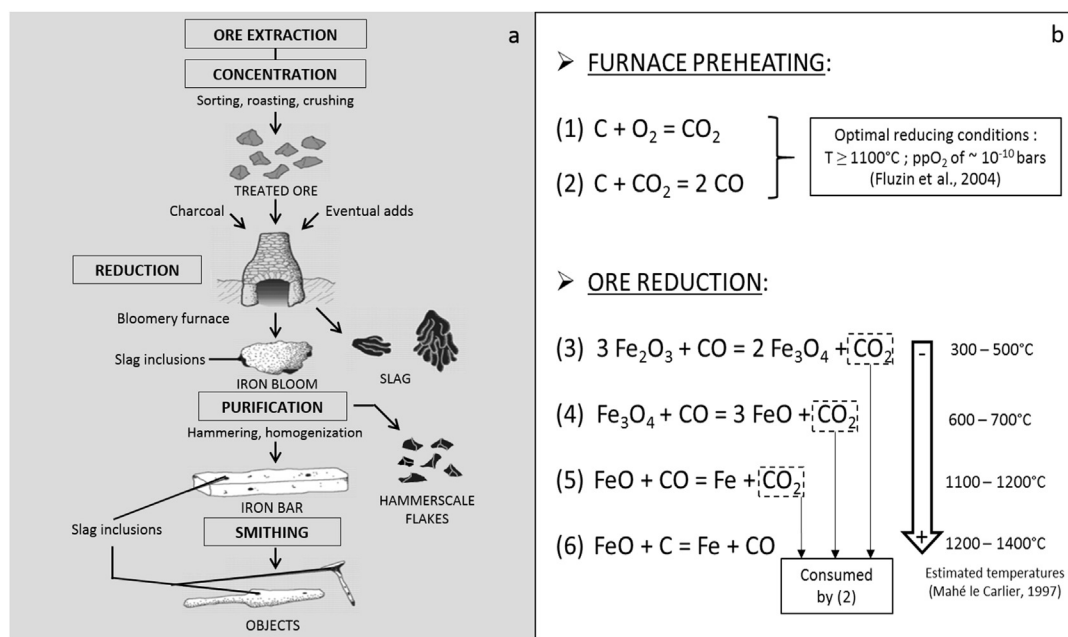 a
ORE EXTRACTION
CONCENTRATION
Sorting, roasting, crushing
TREATED ORE
Charcoal
Eventual adds
REDUCTION
Bloomery furnace
Slag inclusions
IRON BLOOM
SLAG
PURIFICATION
Hammering, homogenization
IRON BAR
HAMMERSCALE
FLAKES
Slag inclusions
SMITHING
OBJECTS
b
➢ FURNACE PREHEATING:
(1) C + O₂ = CO₂
(2) C + CO₂ = 2 CO
Optimal reducing conditions :
T ≥ 1100°C ; ppO₂ of ~ 10⁻¹⁰ bars
(Fluzin et al., 2004)
➢ ORE REDUCTION:
(3) 3 Fe₂O₃ + CO = 2 Fe₃O₄ + CO₂
-
300 – 500°C
(4) Fe₃O₄ + CO = 3 FeO + CO₂
600 – 700°C
(5) FeO + CO = Fe + CO₂
1100 – 1200°C
(6) FeO + C = Fe + CO
+
1200 – 1400°C
Consumed
by (2)
Estimated temperatures
(Mahé le Carlier, 1997)